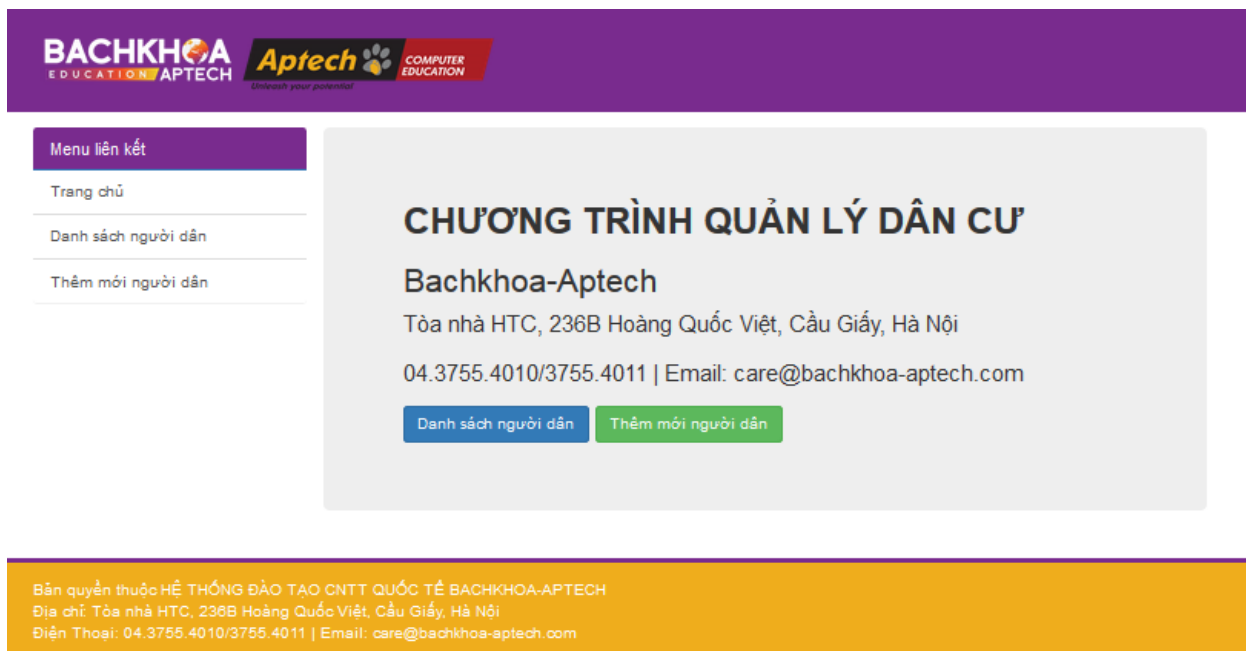 BACHKHOA
EDUCATION APTECH
Aptech COMPUTER EDUCATION
Unleash your potential
Menu liên kết
Trang chủ
Danh sách người dân
Thêm mới người dân
CHƯƠNG TRÌNH QUẢN LÝ DÂN CƯ
Bachkhoa-Aptech
Tòa nhà HTC, 236B Hoàng Quốc Việt, Cầu Giấy, Hà Nội
04.3755.4010/3755.4011 | Email: care@bachkhoa-aptech.com
Danh sách người dân Thêm mới người dân
Bản quyền thuộc HỆ THỐNG ĐÀO TẠO CNTT QUỐC TẾ BACHKHOA-APTECH
Địa chỉ: Tòa nhà HTC, 236B Hoàng Quốc Việt, Cầu Giấy, Hà Nội
Điện Thoại: 04.3755.4010/3755.4011 | Email: care@bachkhoa-aptech.com